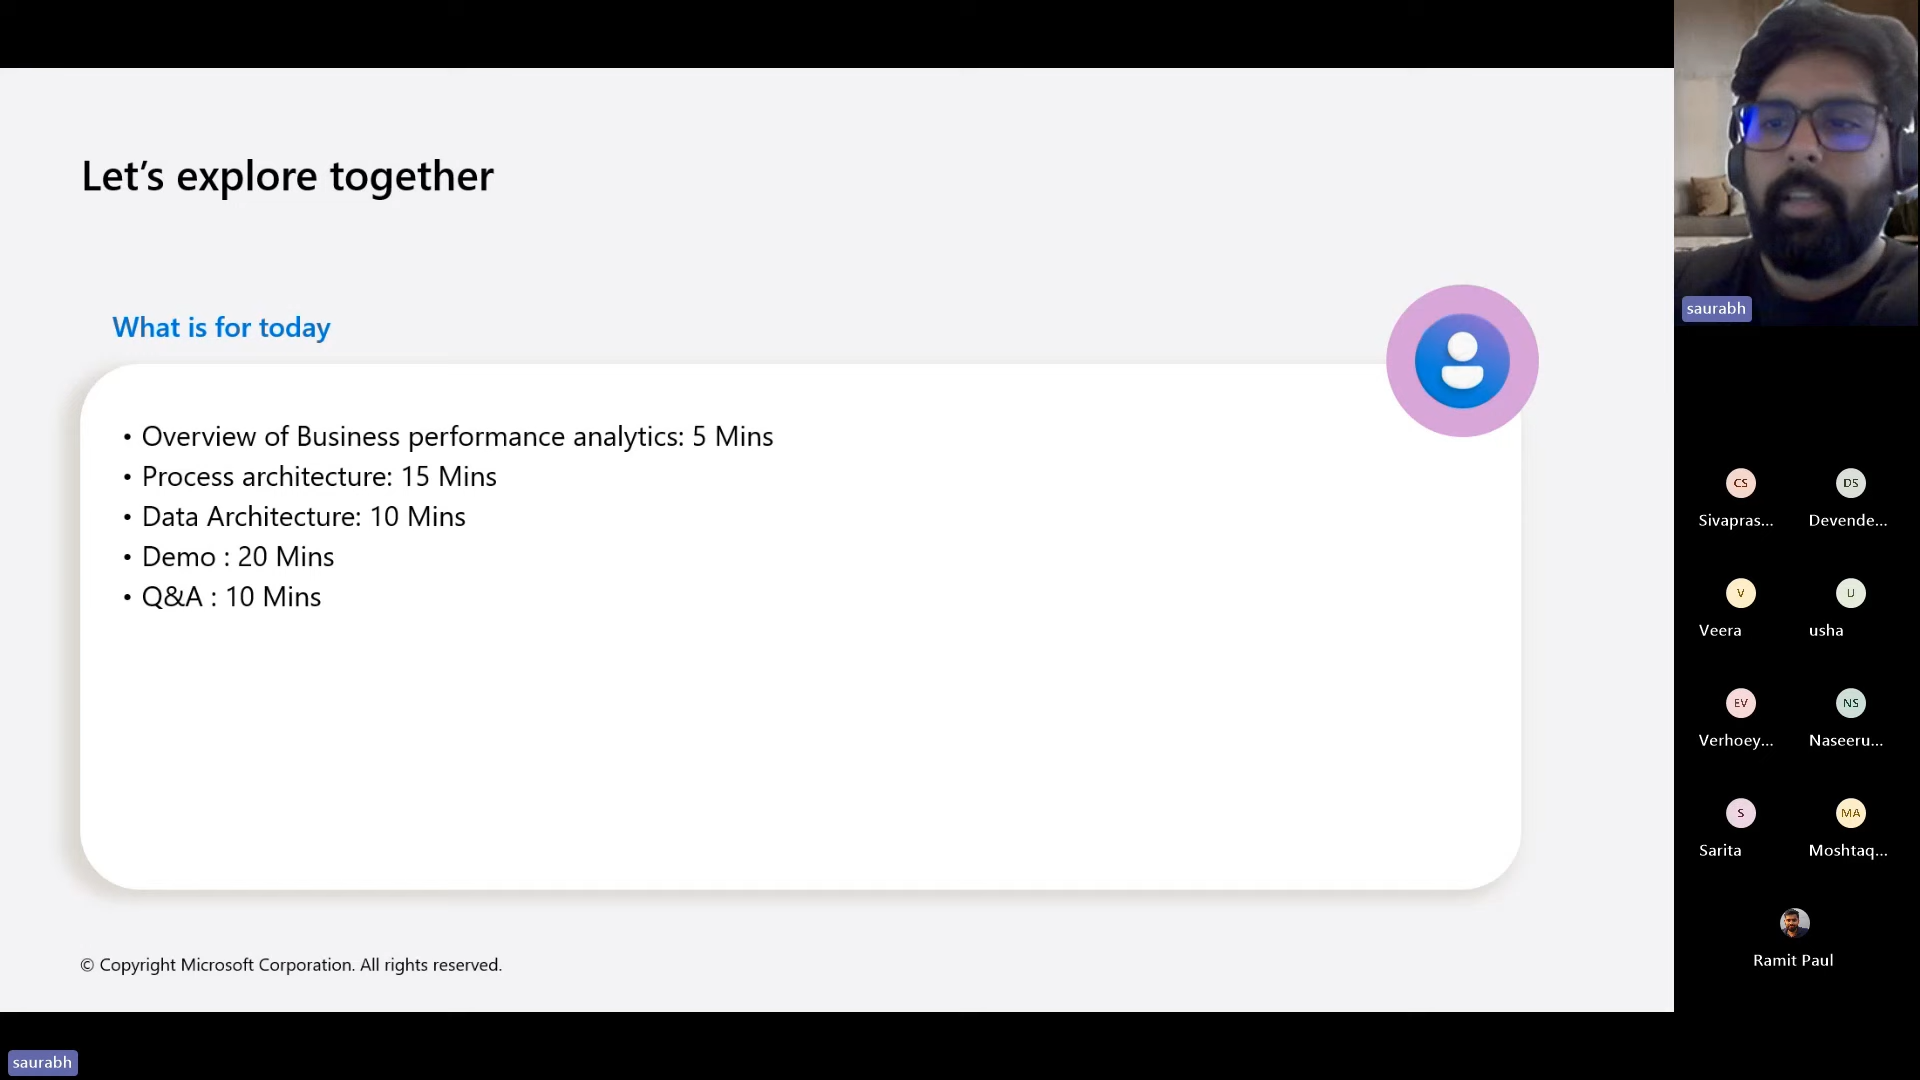 Let’s explore together
What is for today
• Overview of Business performance analytics: 5 Mins
• Process architecture: 15 Mins
• Data Architecture: 10 Mins
• Demo : 20 Mins
• Q&A : 10 Mins
© Copyright Microsoft Corporation. All rights reserved.
saurabh
saurabh
CS DS
Sivapras... Devende...
V U
Veera usha
EV NS
Verhoey... Naseeru...
S MA
Sarita Moshtaq...
Ramit Paul